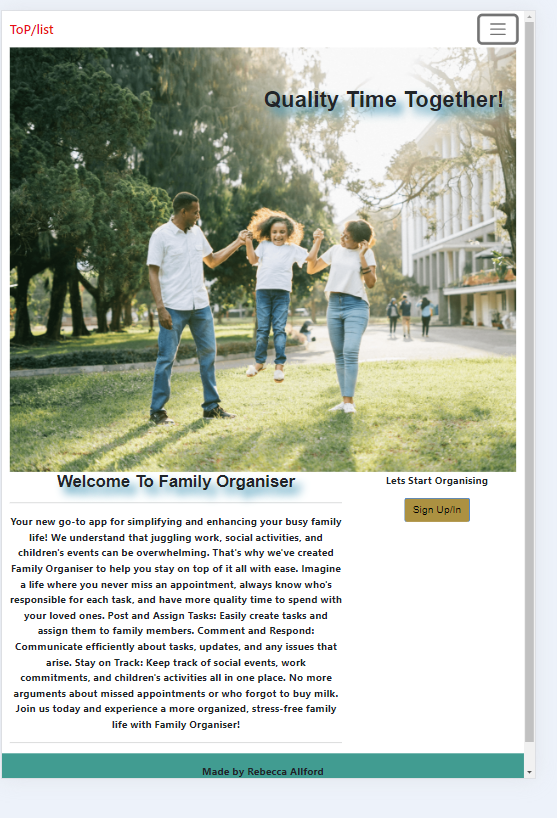 ToP/list
Quality Time Together!
Welcome To Family Organiser
Your new go-to app for simplifying and enhancing your busy family
life! We understand that juggling work, social activities, and
children's events can be overwhelming. That's why we've created
Family Organiser to help you stay on top of it all with ease. Imagine
a life where you never miss an appointment, always know who's
responsible for each task, and have more quality time to spend with
your loved ones. Post and Assign Tasks: Easily create tasks and
assign them to family members. Comment and Respond:
Communicate efficiently about tasks, updates, and any issues that
arise. Stay on Track: Keep track of social events, work
commitments, and children's activities all in one place. No more
arguments about missed appointments or who forgot to buy milk.
Join us today and experience a more organized, stress-free family
life with Family Organiser!
Lets Start Organising
Sign Up/In
Made by Rebecca Allford